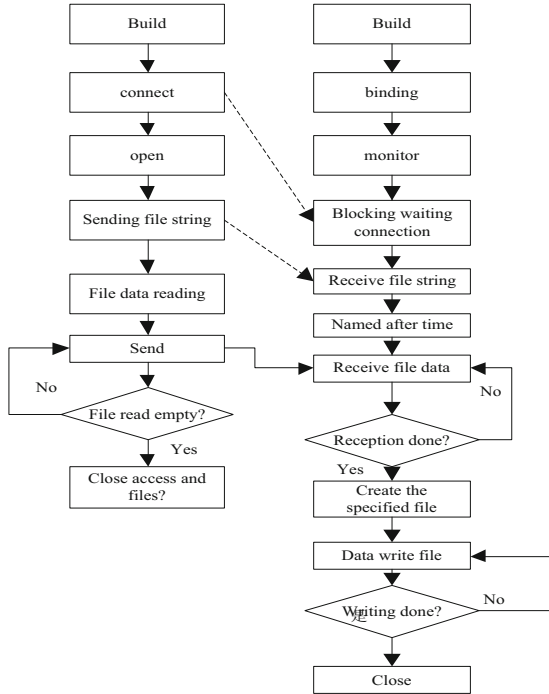 Build
connect
open
Sending file string
File data reading
Send
No
File read empty?
Yes
Close access and
files?
Build
binding
monitor
Blocking waiting
connection
Receive file string
Named after time
Receive file data
No
Reception done?
Yes
Create the
specified file
Data write file
Writing done?
是
No
Close